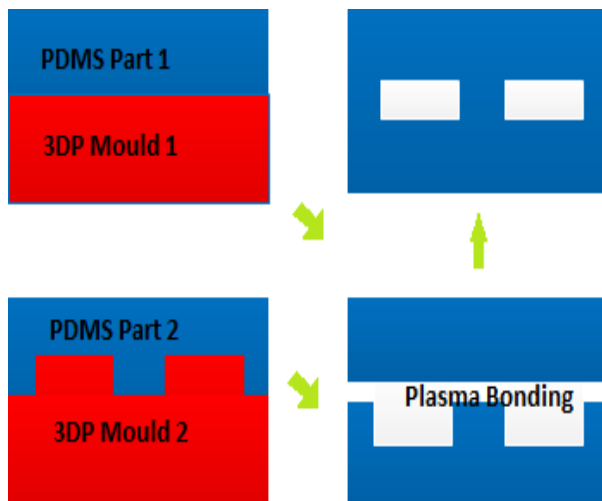 PDMS Part 1
3DP Mould 1
PDMS Part 2
3DP Mould 2
Plasma Bonding